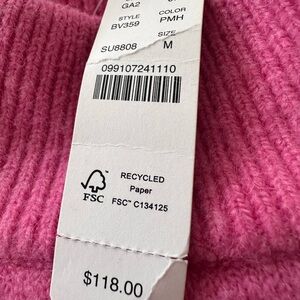 GA2
STYLE COLOR
BV359 PMH
SIZE
SU8808 M
099107241110
RECYCLED
Paper
FSC™ C134125
FSC
$118.00